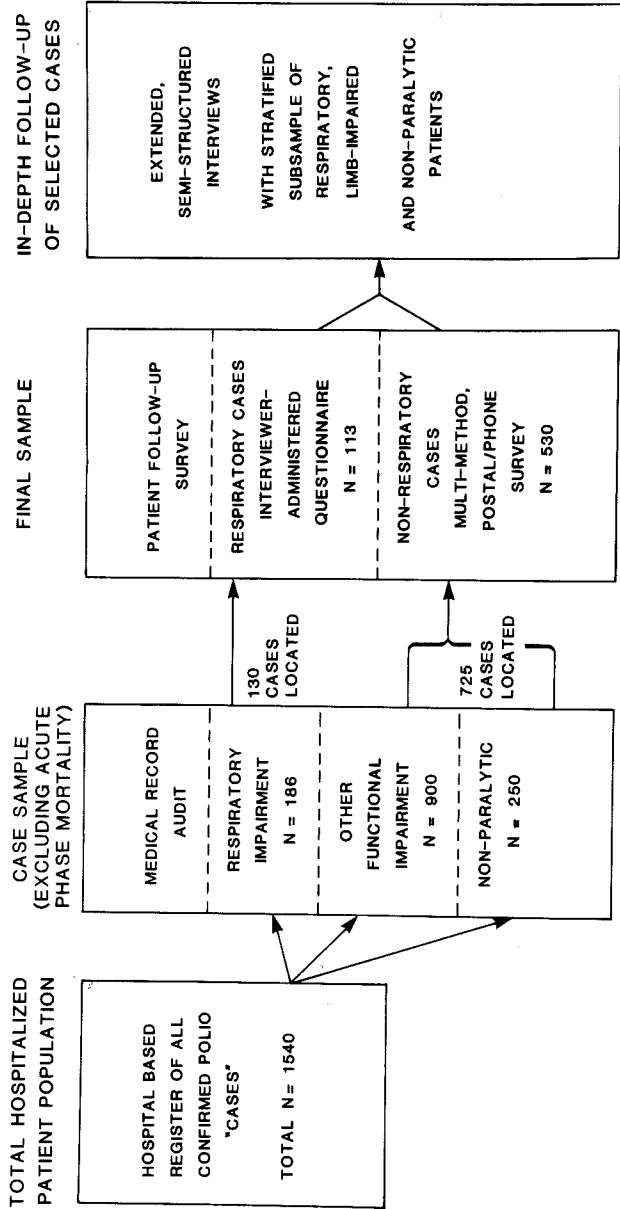 TOTAL HOSPITALIZED
PATIENT POPULATION
HOSPITAL BASED
REGISTER OF ALL
CONFIRMED POLIO
"CASES"
TOTAL N= 1540
CASE SAMPLE
(EXCLUDING ACUTE
PHASE MORTALITY)
MEDICAL RECORD
AUDIT
RESPIRATORY
IMPAIRMENT
N = 186
OTHER
FUNCTIONAL
IMPAIRMENT
N = 900
NON-PARALYTIC
N = 250
130
CASES
LOCATED
725
CASES
LOCATED
FINAL SAMPLE
PATIENT FOLLOW-UP
SURVEY
RESPIRATORY CASES
INTERVIEWER-
ADMINISTERED
QUESTIONNAIRE
N = 113
NON-RESPIRATORY
CASES
MULTI-METHOD,
POSTAL/PHONE
SURVEY
N = 530
IN-DEPTH FOLLOW-UP
OF SELECTED CASES
EXTENDED,
SEMI-STRUCTURED
INTERVIEWS
WITH STRATIFIED
SUBSAMPLE OF
RESPIRATORY,
LIMB-IMPAIRED
AND NON-PARALYTIC
PATIENTS